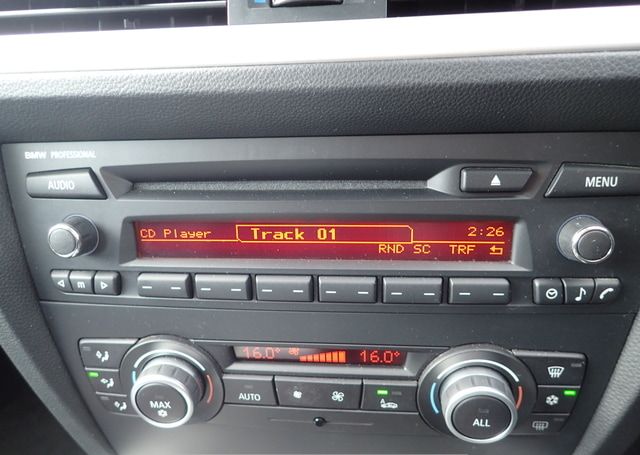 BMW PROFESSIONAL
AUDIO
MENU
CD Player
Track 01
2:26
RND SC TRF
m
16.0° 16.0°
AUTO
MAX
A
ALL